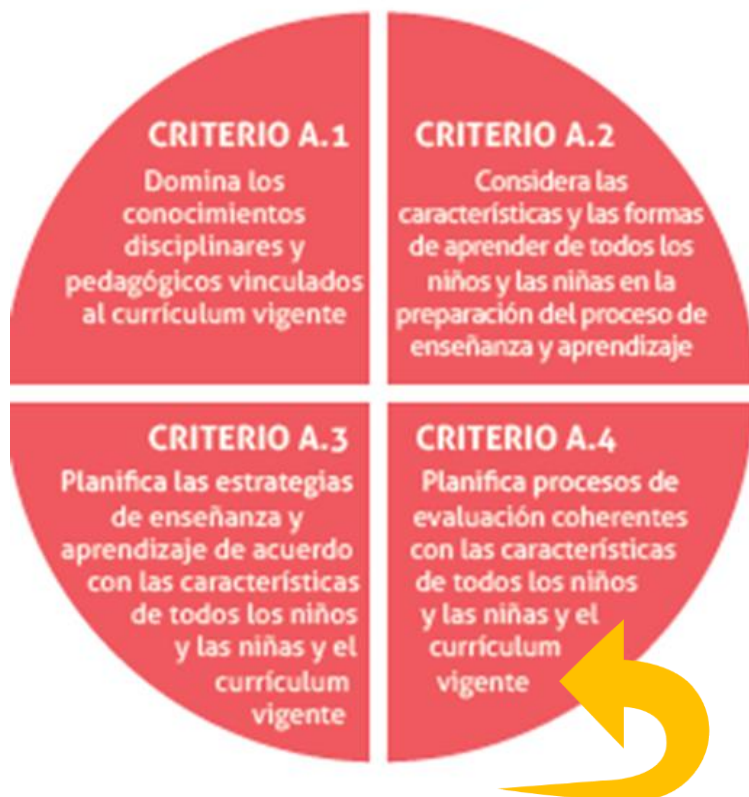 CRITERIO A.1
Domina los
conocimientos
disciplinares y
pedagógicos vinculados
al currículum vigente
CRITERIO A.2
Considera las
características y las formas
de aprender de todos los
niños y las niñas en la
preparación del proceso de
enseñanza y aprendizaje
CRITERIO A.3
Planifica las estrategias
de enseñanza y
aprendizaje de acuerdo
con las características
de todos los niños
y las niñas y el
currículum
vigente
CRITERIO A.4
Planifica procesos de
evaluación coherentes
con las características
de todos los niños
y las niñas y el
currículum
vigente